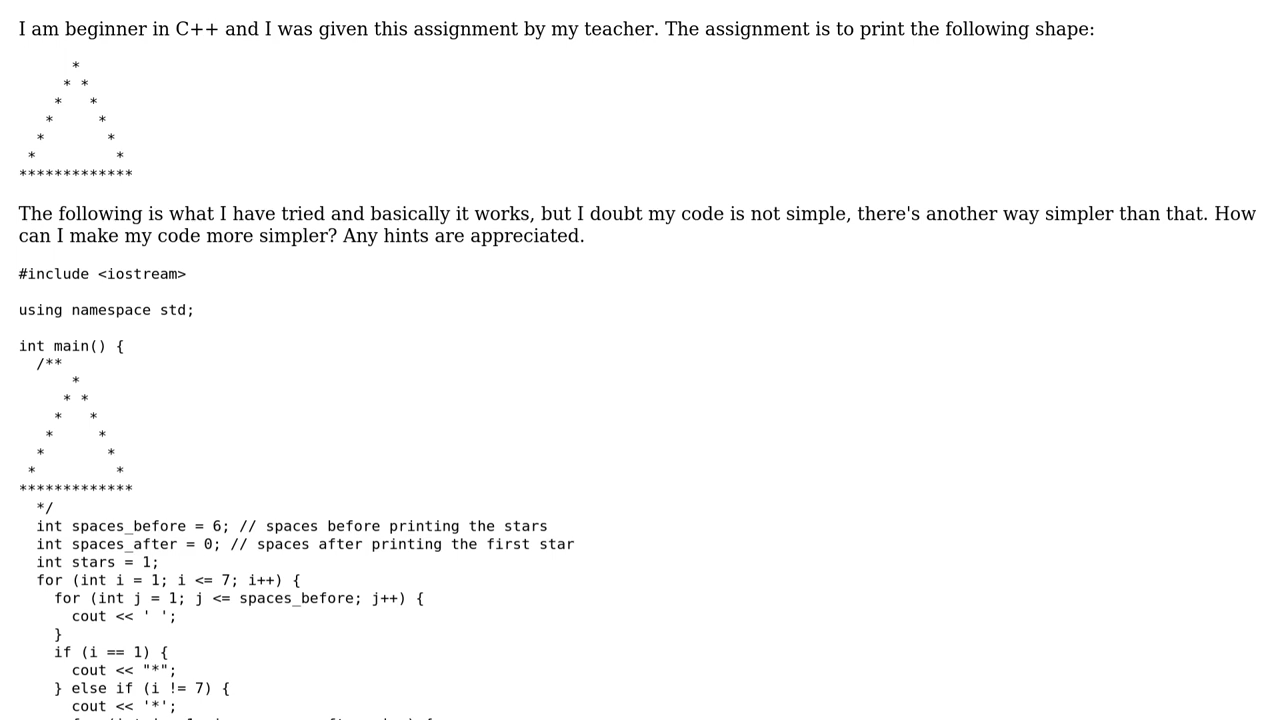 I am beginner in C++ and I was given this assignment by my teacher. The assignment is to print the following shape:
      *
     * *
    *   *
   *     *
  *       *
 *         *
*************
The following is what I have tried and basically it works, but I doubt my code is not simple, there's another way simpler than that. How
can I make my code more simpler? Any hints are appreciated.
#include <iostream>
using namespace std;
int main() {
  /**
      *
     * *
    *   *
   *     *
  *       *
 *         *
*************
  */
  int spaces_before = 6; // spaces before printing the stars
  int spaces_after = 0; // spaces after printing the first star
  int stars = 1;
  for (int i = 1; i <= 7; i++) {
    for (int j = 1; j <= spaces_before; j++) {
      cout << ' ';
    }
    if (i == 1) {
      cout << "*";
    } else if (i != 7) {
      cout << '*';